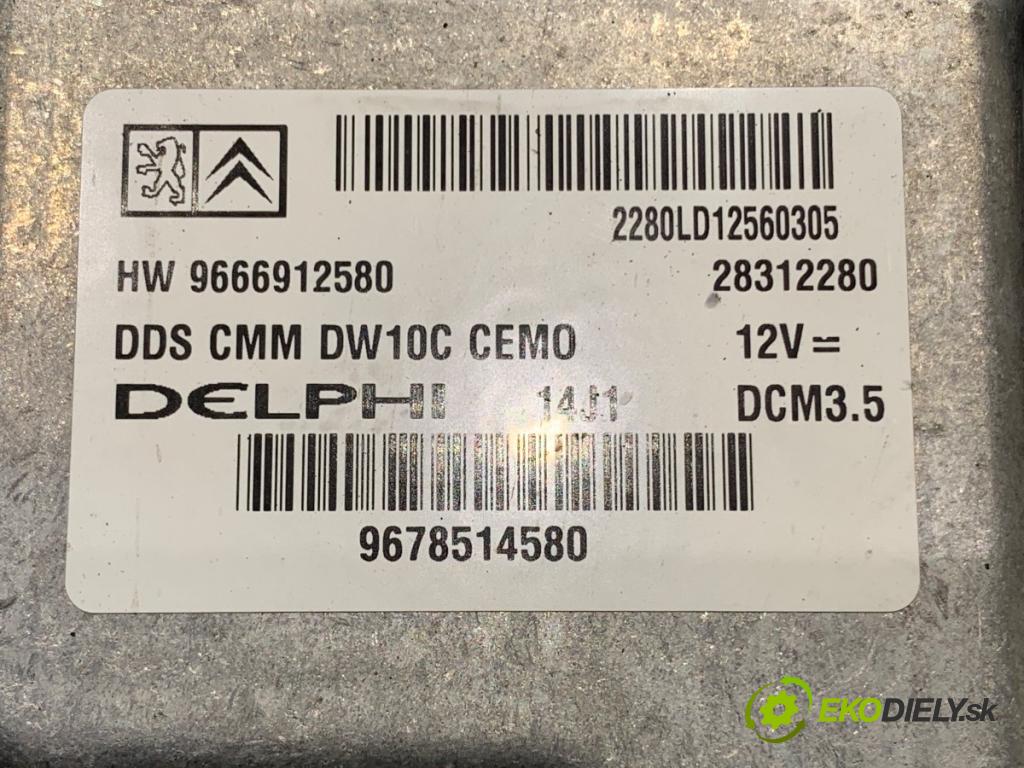 2280LD12560305
HW 9666912580 28312280
DDS CMM DW10C CEMO 12V=
DELPHI 14J1 DCM3.5
9678514580
EKODIELY.sk